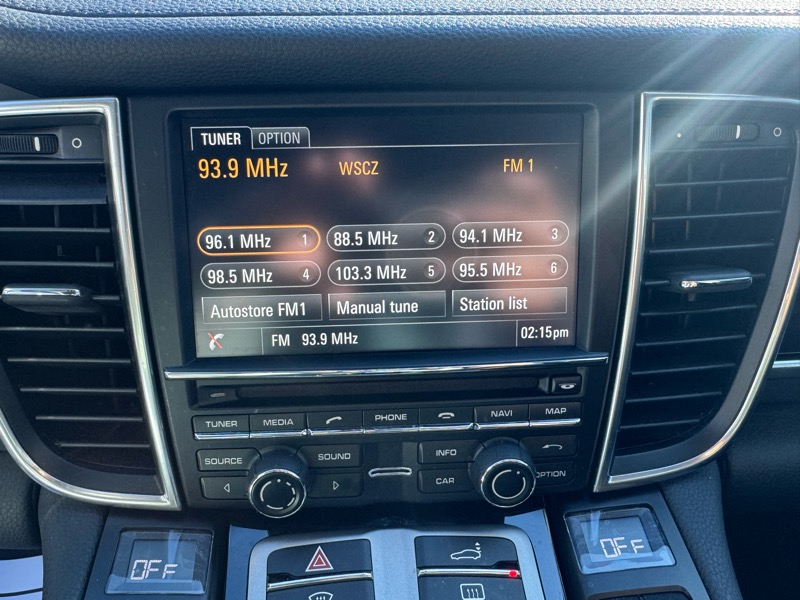 TUNER OPTION
93.9 MHz WSCZ FM 1
96.1 MHz 1 88.5 MHz 2 94.1 MHz 3
98.5 MHz 4 103.3 MHz 5 95.5 MHz 6
Autostore FM1 Manual tune Station list
FM 93.9 MHz 02:15pm
TUNER MEDIA PHONE NAVI MAP
SOURCE SOUND INFO
CAR OPTION
OFF OFF